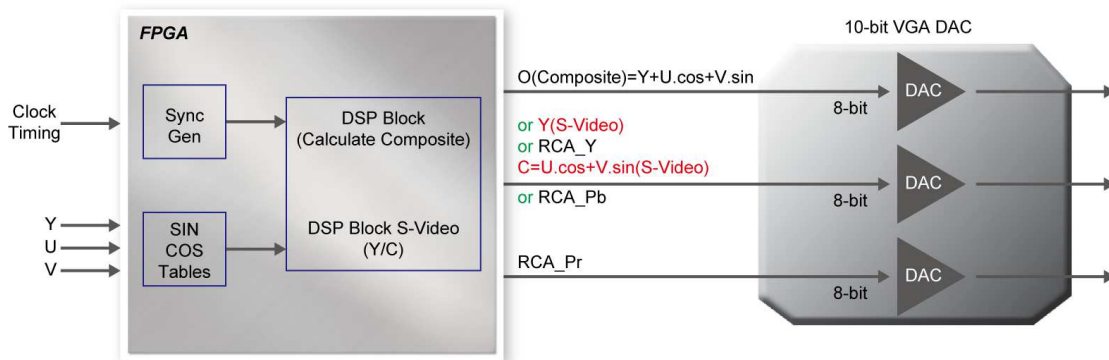 FPGA
Clock
Timing
Y
U
V
Sync
Gen
SIN
COS
Tables
DSP Block
(Calculate Composite)
DSP Block S-Video
(Y/C)
O(Composite)=Y+U.cos+V.sin
or Y(S-Video)
or RCA_Y
C=U.cos+V.sin(S-Video)
or RCA_Pb
RCA_Pr
10-bit VGA DAC
8-bit
DAC
8-bit
DAC
8-bit
DAC